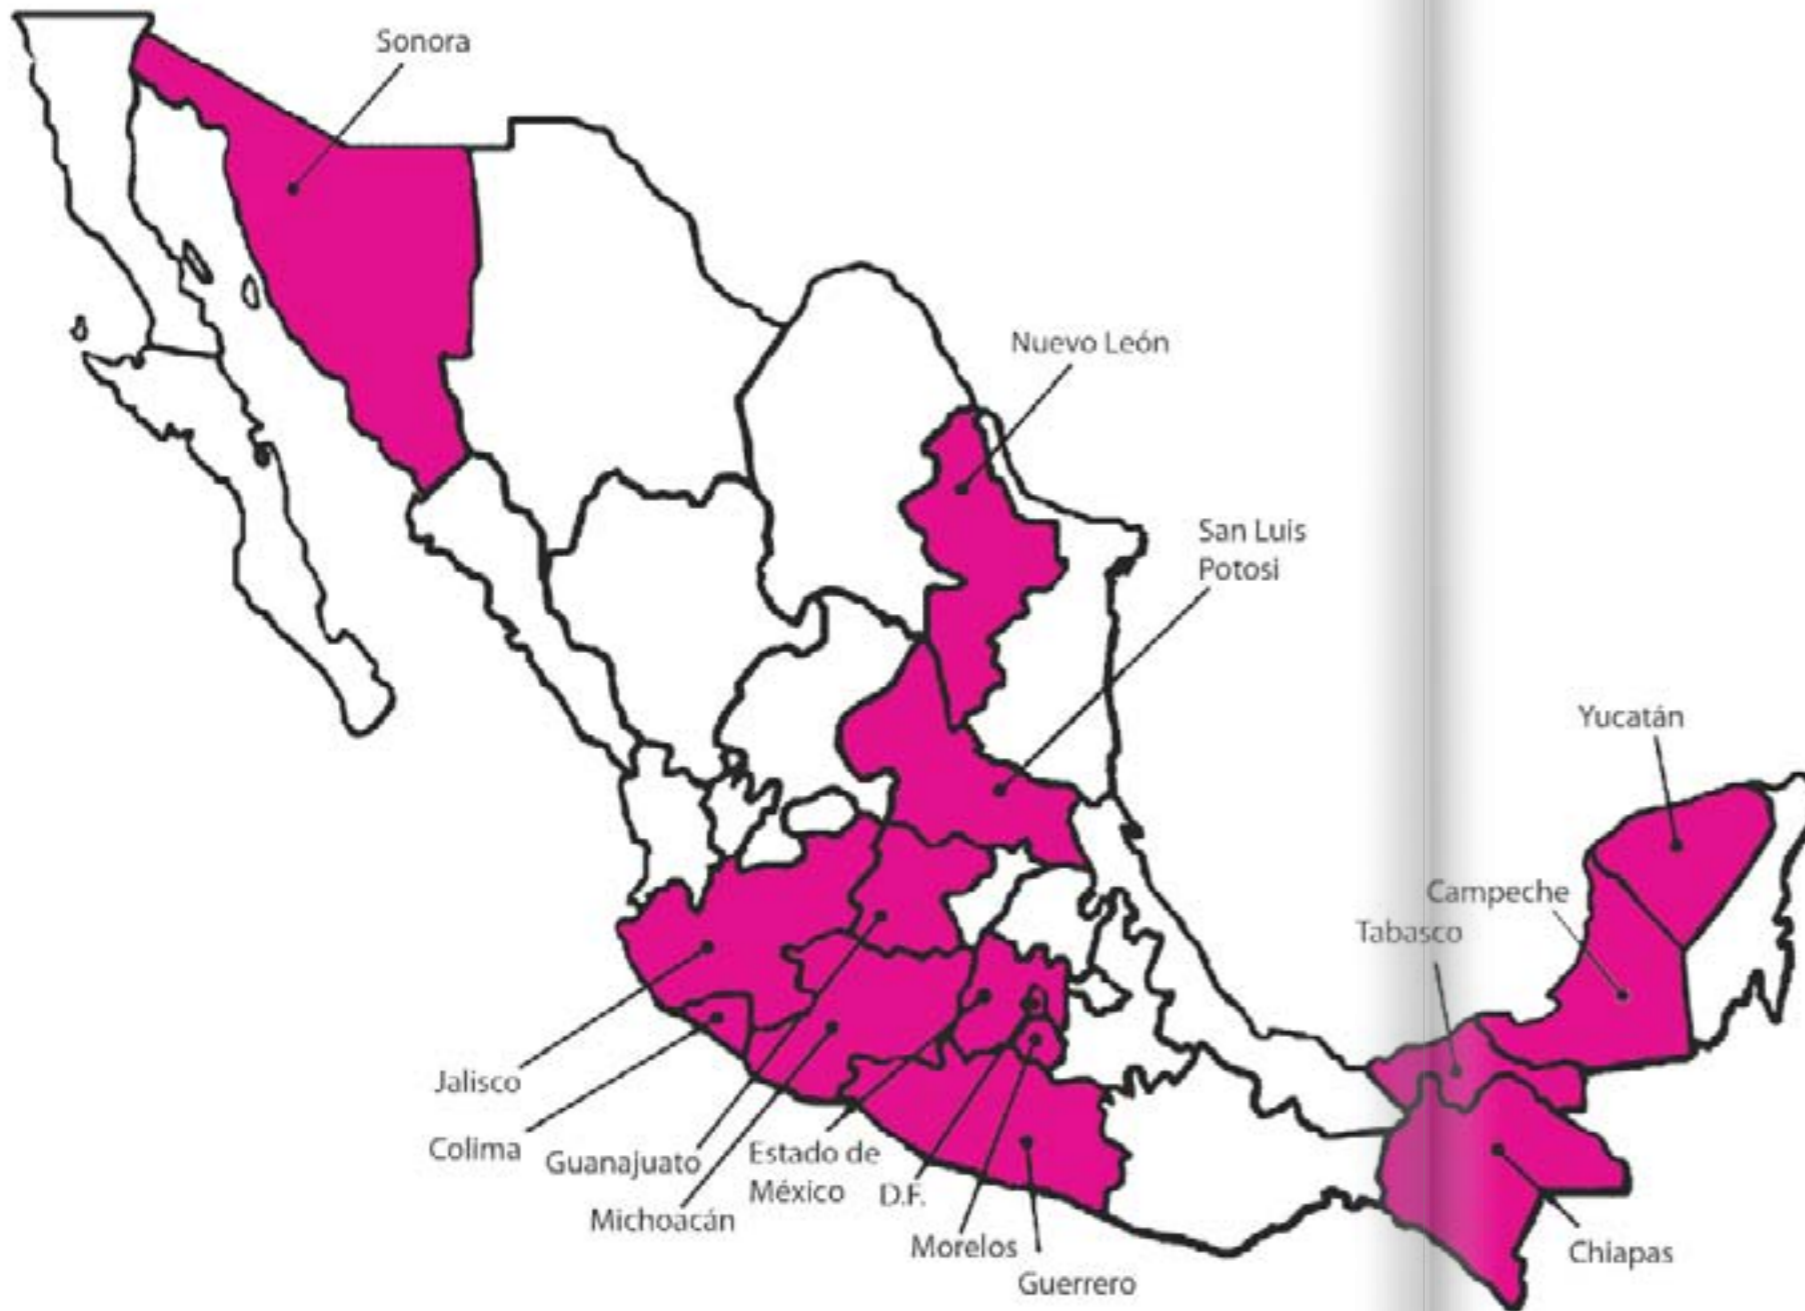 Sonora
Nuevo León
San Luis
Potosi
Yucatán
Campeche
Tabasco
Jalisco
Colima
Guanajuato
Michoacán
Estado de
México
D.F.
Morelos
Guerrero
Chiapas